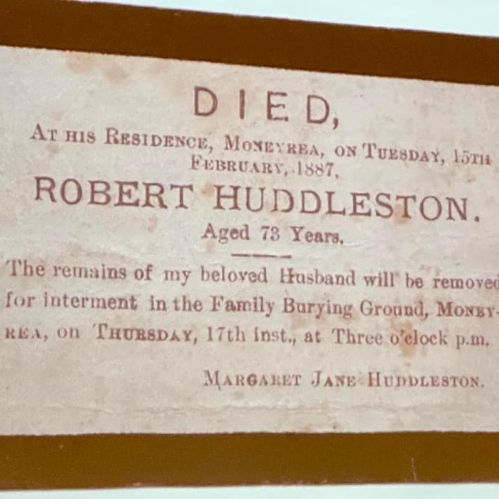 DIED,
AT HIS RESIDENCE, MONEYREA, ON TUESDAY, 15TH
FEBRUARY, 1887,
ROBERT HUDDLESTON.
Aged 73 Years.
The remains of my beloved Husband will be removed
for interment in the Family Burying Ground, MONEY-
REA, on THURSDAY, 17th inst., at Three o'clock p.m.
MARGARET JANE HUDDLESTON.